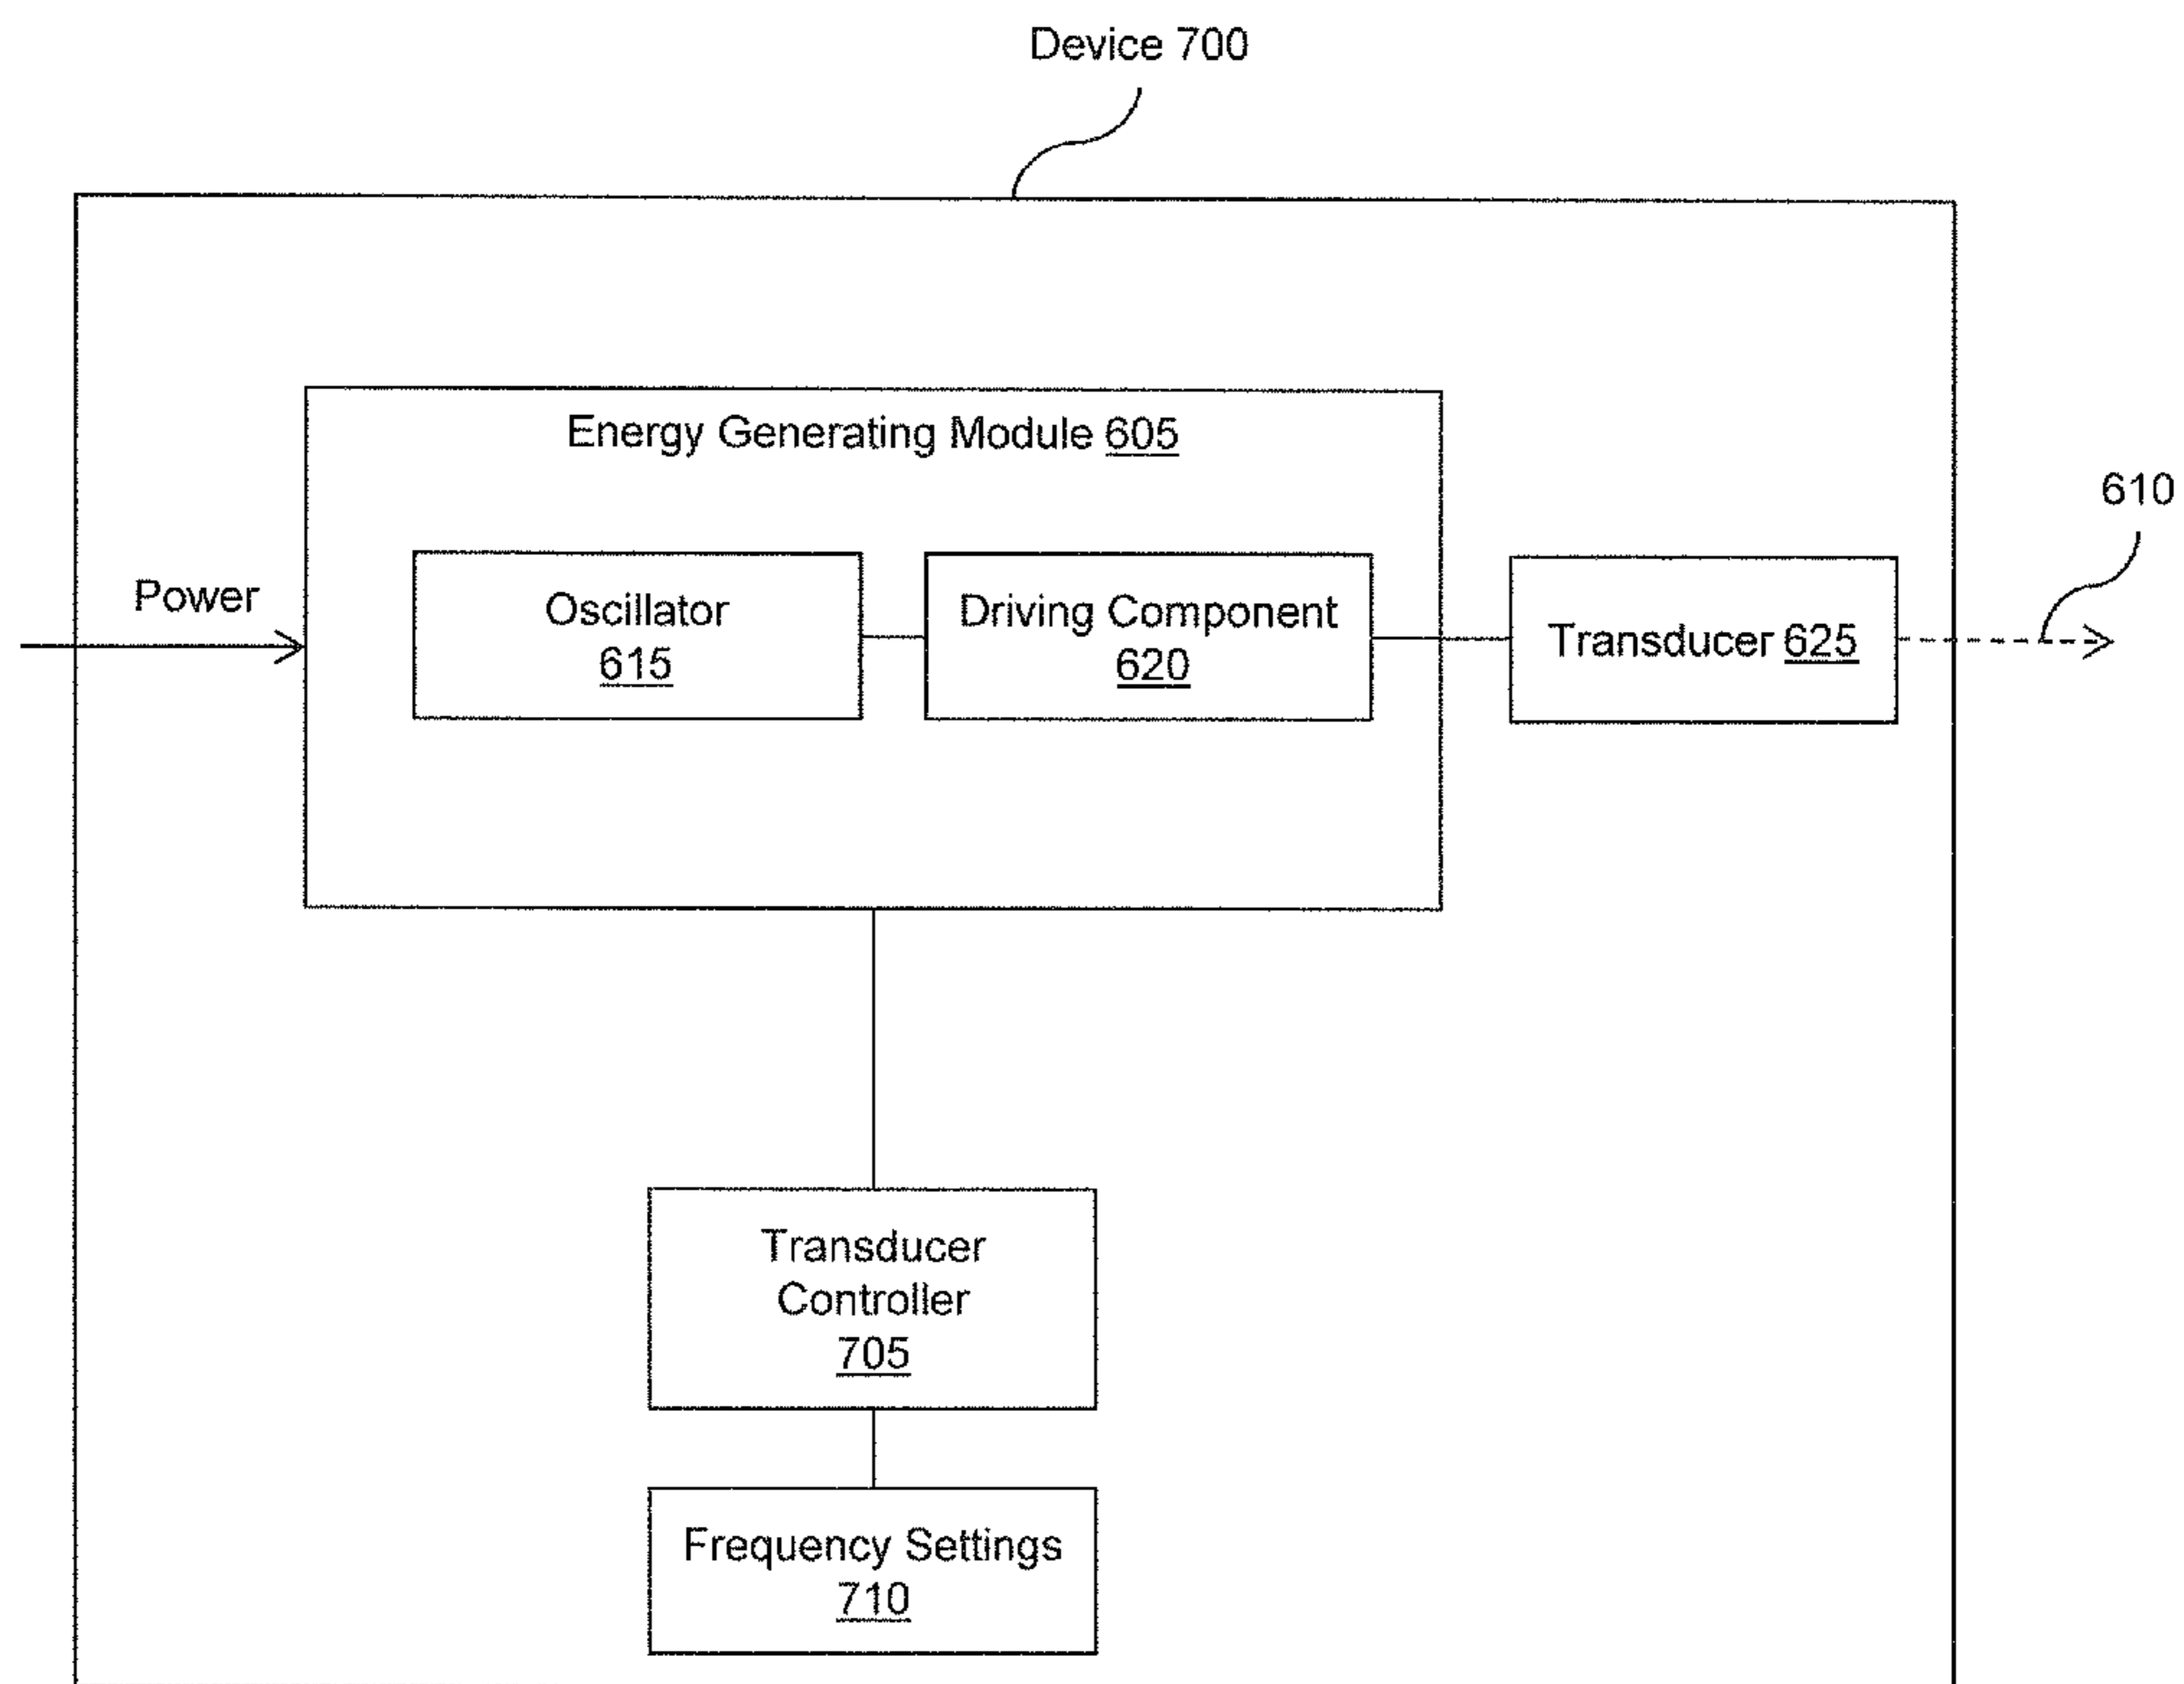 Device 700
Energy Generating Module 605
610
Power
Oscillator
615
Driving Component
620
Transducer 625
Transducer
Controller
705
Frequency Settings
710